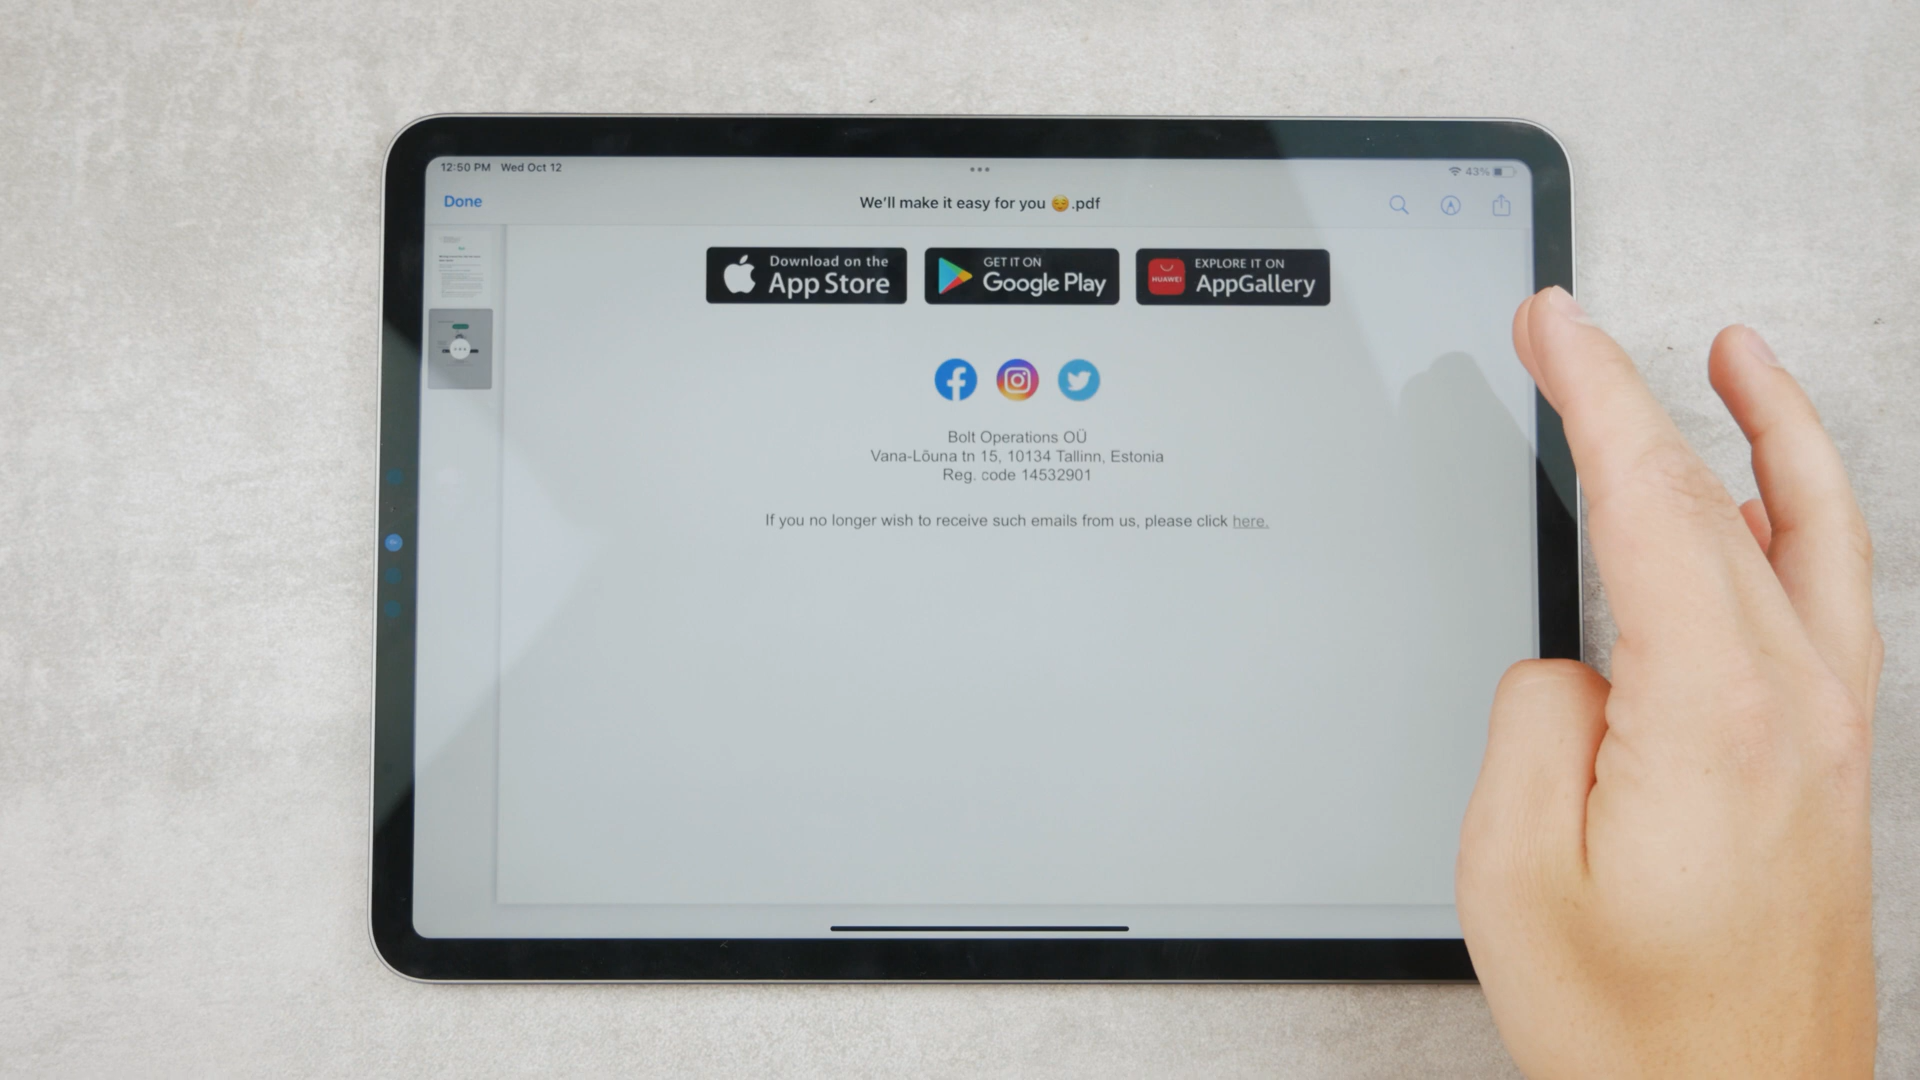 12:50 PM Wed Oct 12
43%
Done
We'll make it easy for you 😏.pdf
Download on the
App Store
GET IT ON
Google Play
HUAWEI
EXPLORE IT ON
AppGallery
Bolt Operations OÜ
Vana-Lõuna tn 15, 10134 Tallinn, Estonia
Reg. code 14532901
If you no longer wish to receive such emails from us, please click here.